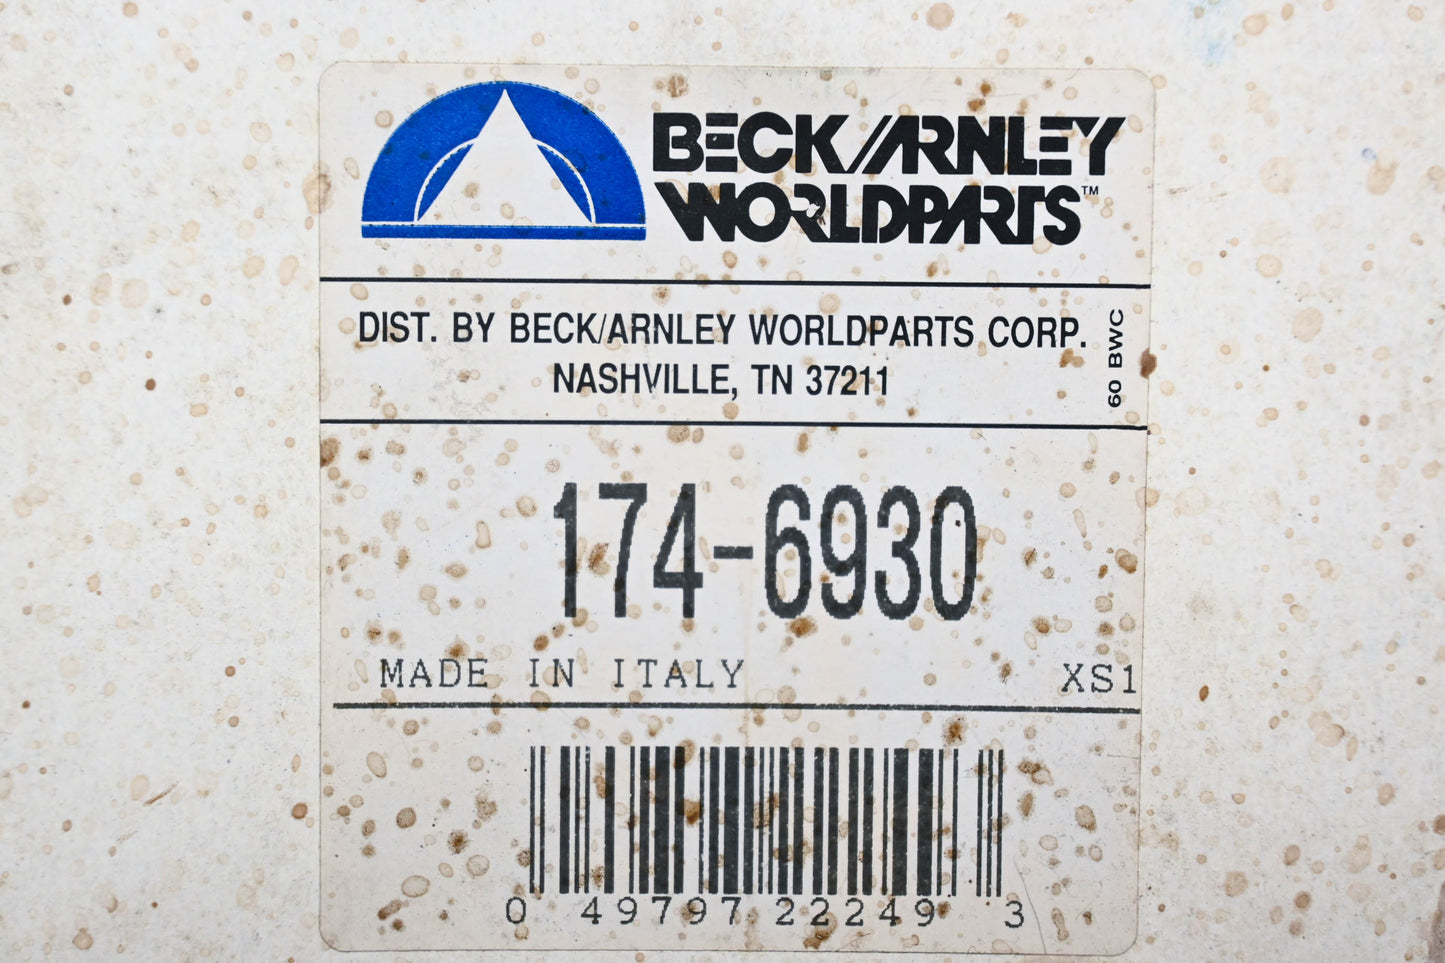 BECK/ARNLEY
WORLDPARTS™
DIST. BY BECK/ARNLEY WORLDPARTS CORP.
NASHVILLE, TN 37211
60 BWC
174-6930
MADE IN ITALY
XS1
0 49797 22249 3